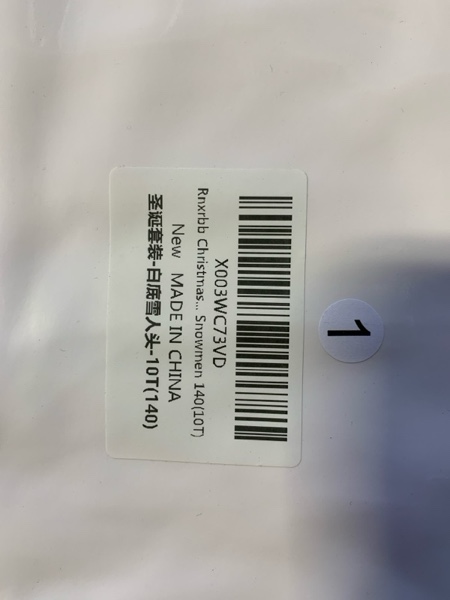 X003WC73VD
Rnxrbb Christmas... Snowmen 140(10T)
New MADE IN CHINA
圣诞套装-白底雪人头-10T(140)
1